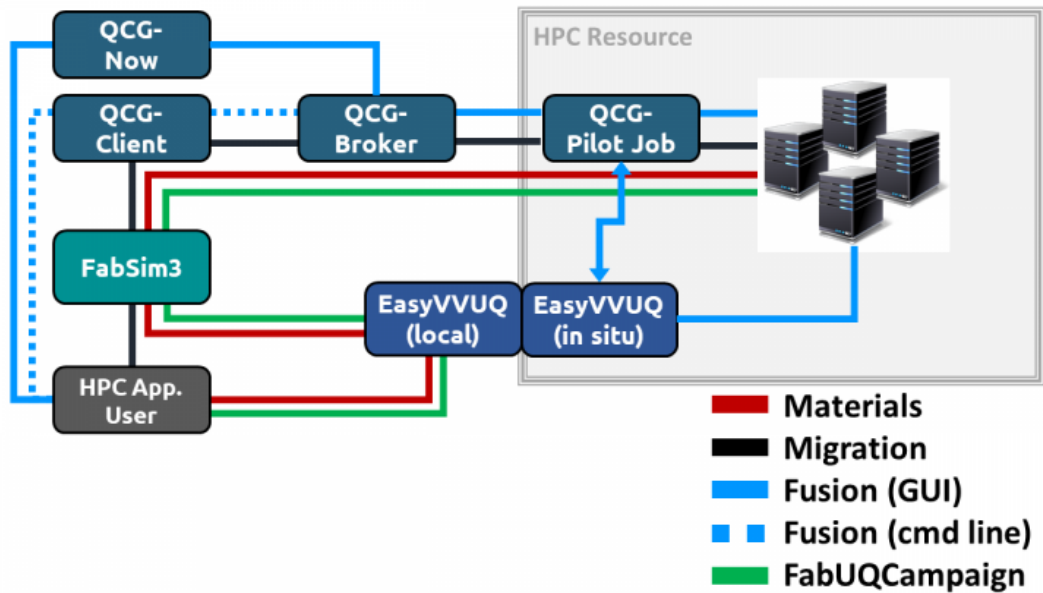 QCG-
Now
HPC Resource
QCG-
Client
QCG-
Broker
QCG-
Pilot Job
FabSim3
EasyVVUQ
(local)
EasyVVUQ
(in situ)
HPC App.
User
Materials
Migration
Fusion (GUI)
Fusion (cmd line)
FabUQCampaign